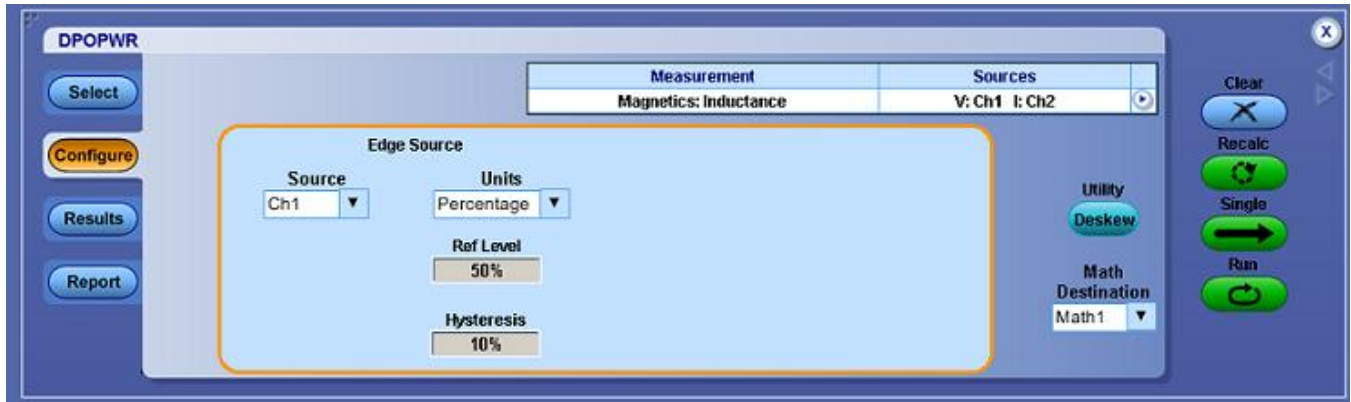 DPOPWR
Select
Configure
Results
Report
Measurement Sources
Magnetics: Inductance V: Ch1 I: Ch2
Edge Source
Source Units
Ch1 Percentage
Ref Level
50%
Hysteresis
10%
Utility
Deskew
Math
Destination
Math1
X
Clear
Recalc
Single
Run